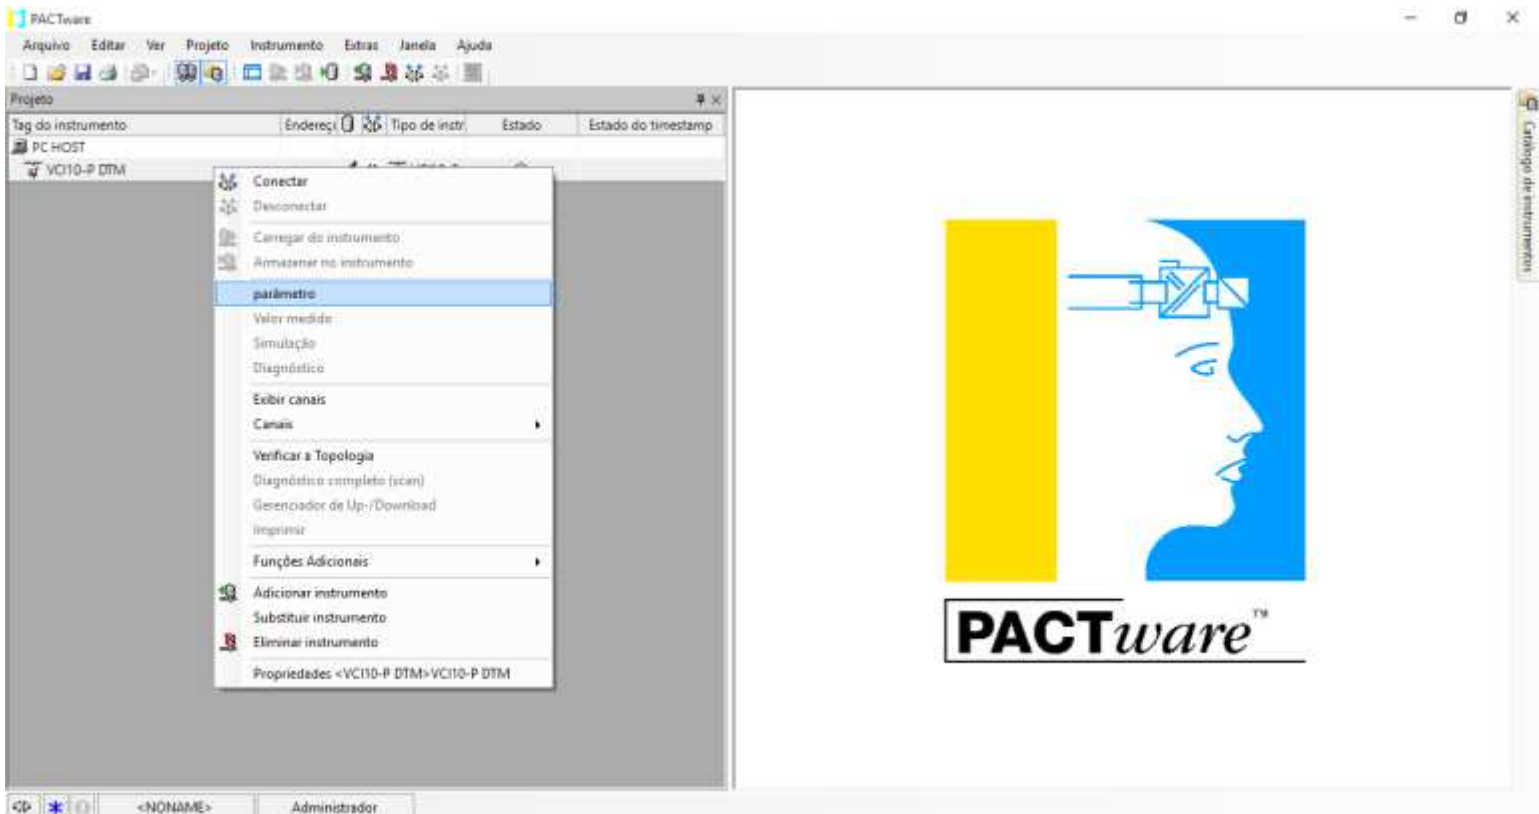 PACTware
Arquivo Editar Ver Projeto Instrumento Extras Janela Ajuda
Projeto
Tag do instrumento Endereç Tipo de instr. Estado Estado do timestamp
PC HOST
VCI10-P DTM
Conectar
Desconectar
Carregar do instrumento
Armazenar no instrumento
parâmetro
Valor medido
Simulação
Diagnóstico
Exibir canais
Canais
Verificar a Topologia
Diagnóstico completo (scan)
Gerenciador de Up-/Download
Imprimir
Funções Adicionais
Adicionar instrumento
Substituir instrumento
Eliminar instrumento
Propriedades <VCI10-P DTM>VCI10-P DTM
PACTware™
Catálogo de instrumentos
<NONAME> Administrador